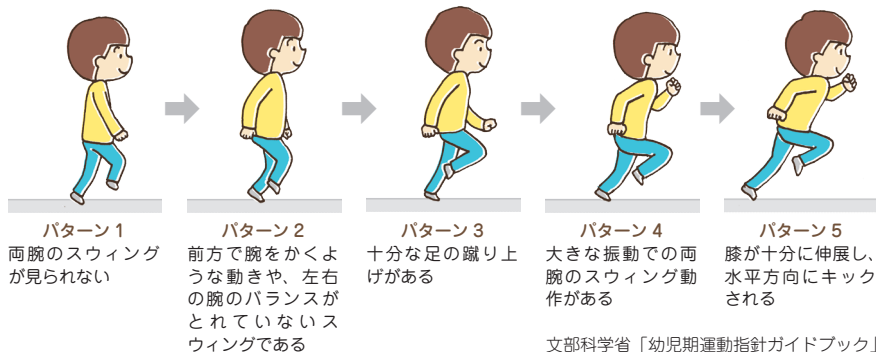 パターン 1
両腕のスウィング
が見られない
パターン 2
前方で腕をかくよ
うな動きや、左右
の腕のバランスが
とれていないス
ウィングである
パターン 3
十分な足の蹴り上
げがある
パターン 4
大きな振動での両
腕のスウィング動
作がある
パターン 5
膝が十分に伸展し、
水平方向にキック
される
文部科学省「幼児期運動指針ガイドブック」